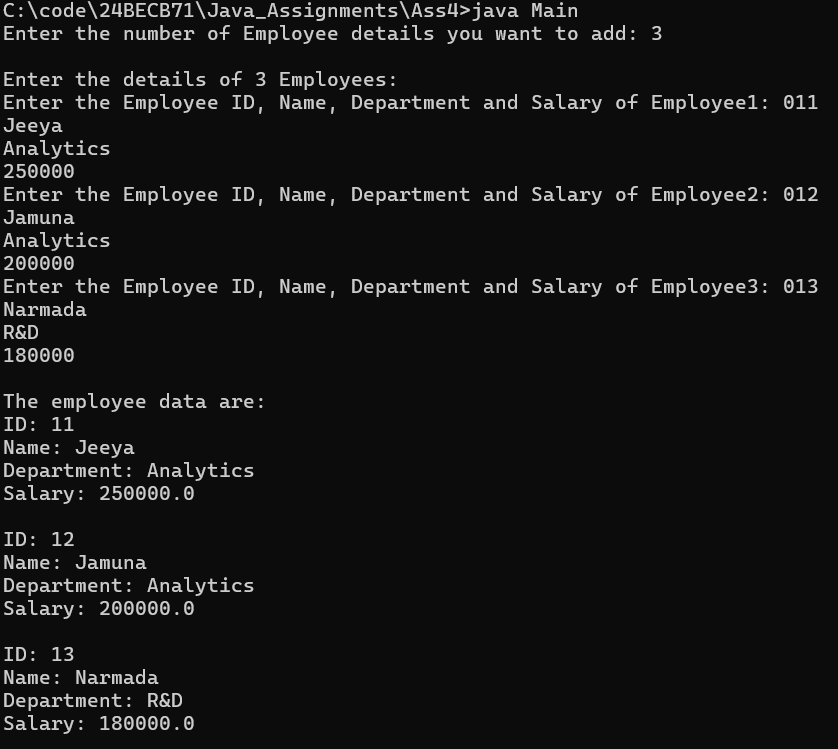 C:\code\24BECB71\Java_Assignments\Ass4>java Main
Enter the number of Employee details you want to add: 3
Enter the details of 3 Employees:
Enter the Employee ID, Name, Department and Salary of Employee1: 011
Jeeya
Analytics
250000
Enter the Employee ID, Name, Department and Salary of Employee2: 012
Jamuna
Analytics
200000
Enter the Employee ID, Name, Department and Salary of Employee3: 013
Narmada
R&D
180000
The employee data are:
ID: 11
Name: Jeeya
Department: Analytics
Salary: 250000.0
ID: 12
Name: Jamuna
Department: Analytics
Salary: 200000.0
ID: 13
Name: Narmada
Department: R&D
Salary: 180000.0